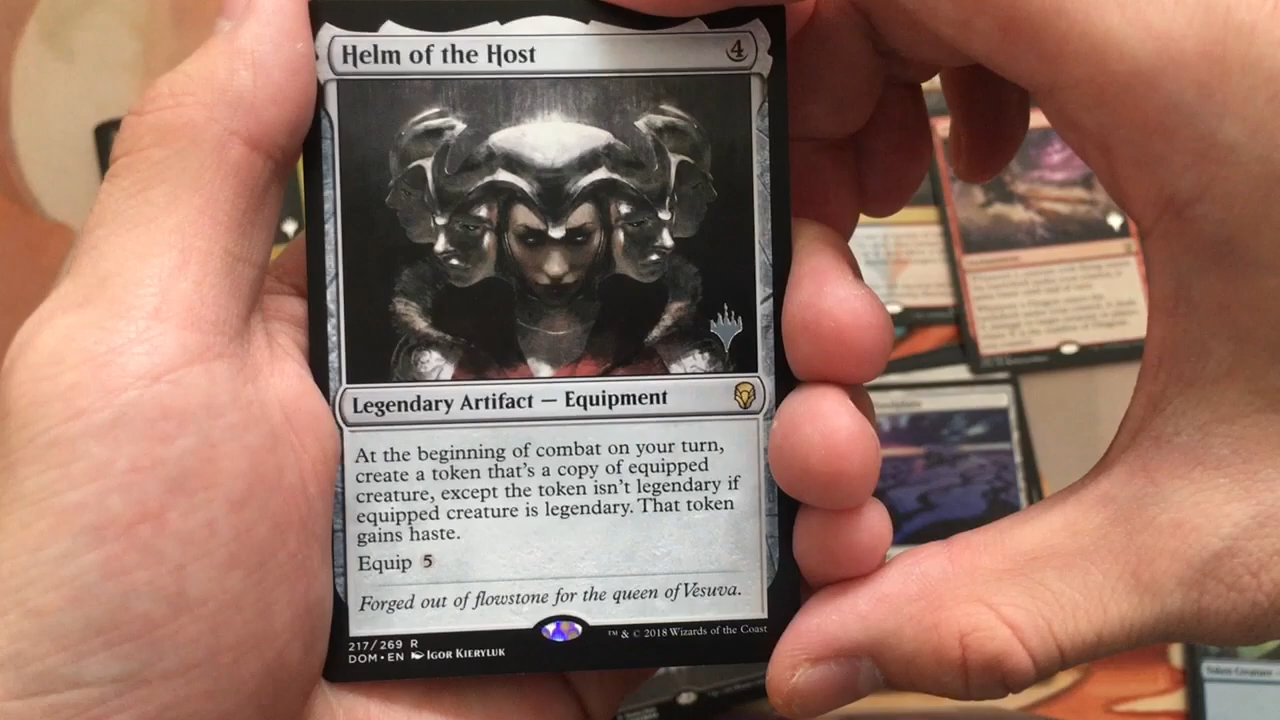 Helm of the Host 4
Legendary Artifact — Equipment
At the beginning of combat on your turn,
create a token that's a copy of equipped
creature, except the token isn't legendary if
equipped creature is legendary. That token
gains haste.
Equip 5
Forged out of flowstone for the queen of Vesuva.
217/269 R
DOM • EN IGOR KIERYLUK
™ & © 2018 Wizards of the Coast
Token Creature